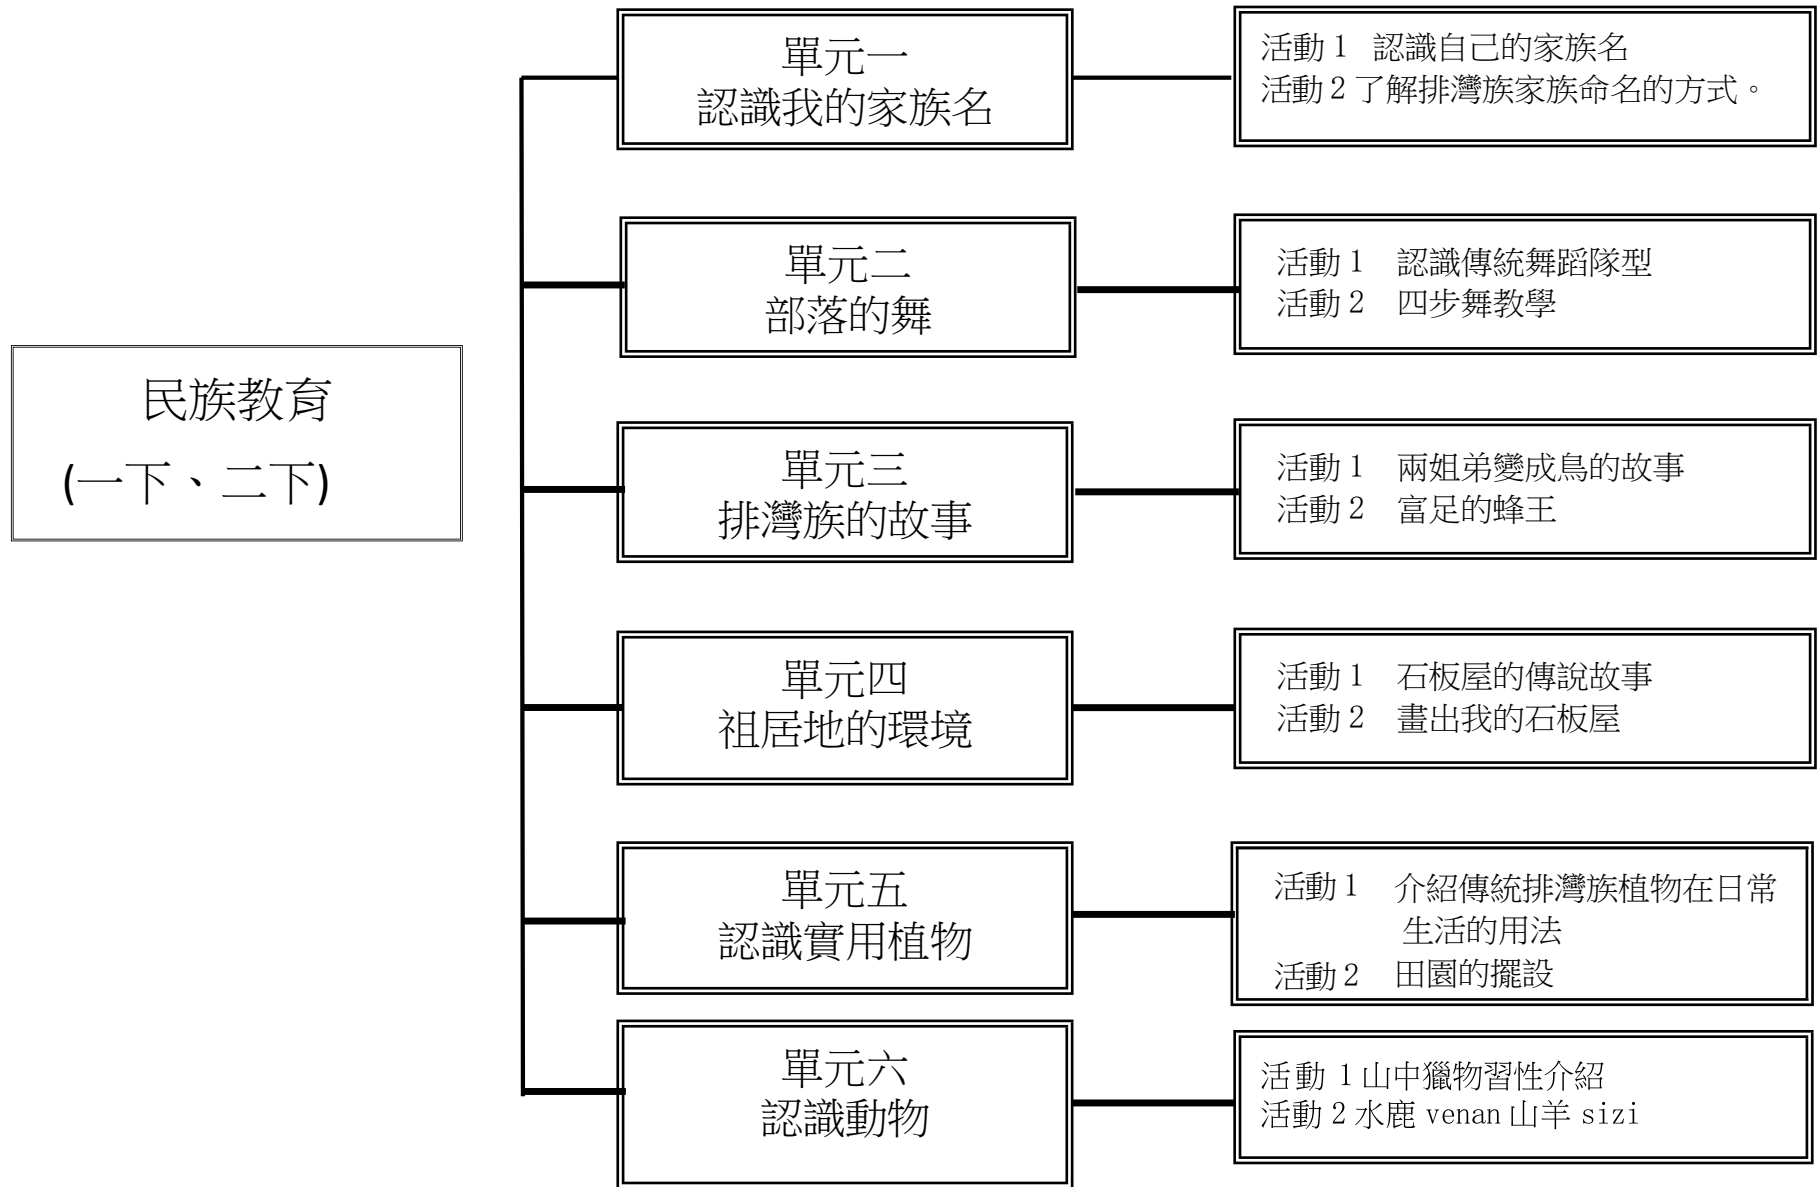 民族教育
(一下、二下)
單元一
認識我的家族名
活動 1 認識自己的家族名
活動 2 了解排灣族家族命名的方式。
單元二
部落的舞
活動 1 認識傳統舞蹈隊型
活動 2 四步舞教學
單元三
排灣族的故事
活動 1 兩姐弟變成鳥的故事
活動 2 富足的蜂王
單元四
祖居地的環境
活動 1 石板屋的傳說故事
活動 2 畫出我的石板屋
單元五
認識實用植物
活動 1 介紹傳統排灣族植物在日常
生活的用法
活動 2 田園的擺設
單元六
認識動物
活動 1 山中獵物習性介紹
活動 2 水鹿 venan 山羊 sizi